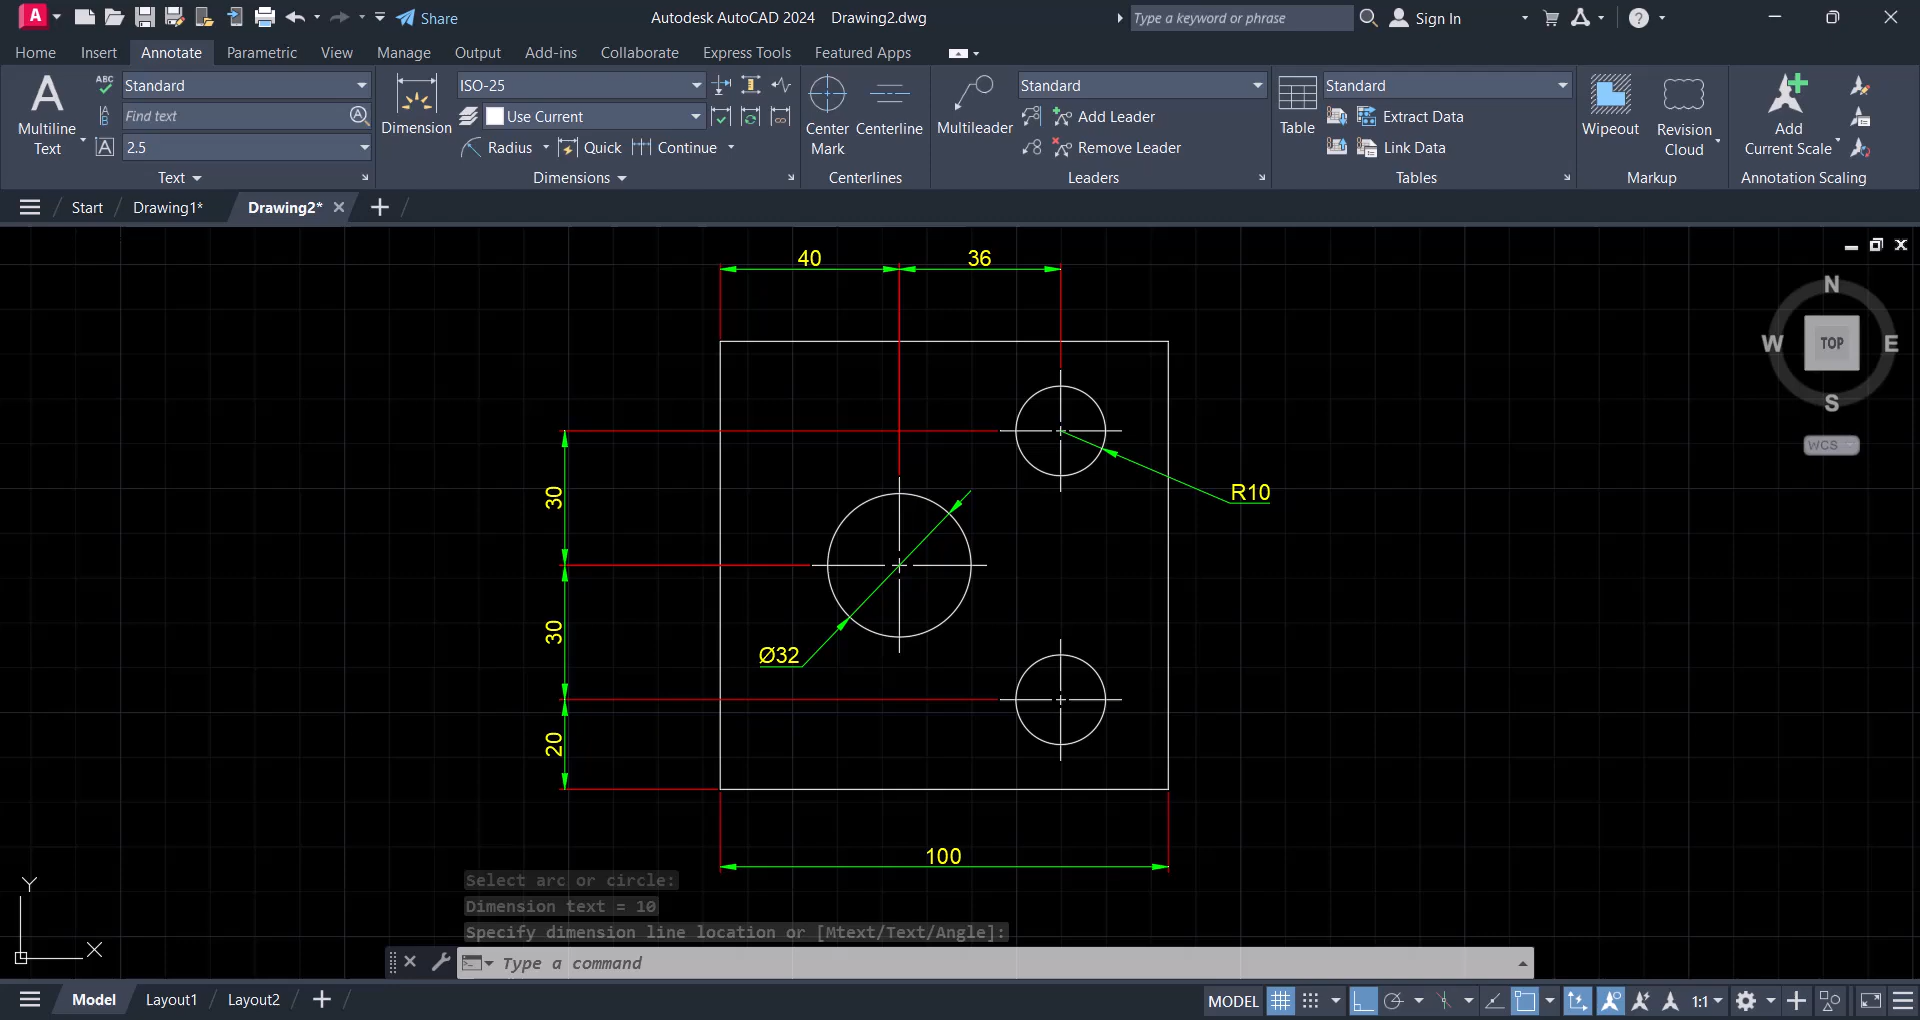 A Share Autodesk AutoCAD 2024 Drawing2.dwg Type a keyword or phrase Sign In ?
Home Insert Annotate Parametric View Manage Output Add-ins Collaborate Express Tools Featured Apps
A Multiline Text
ABC Standard
Find text
2.5
Text
Dimension
ISO-25
Use Current
Radius Quick Continue
Dimensions
Center Mark
Centerline
Centerlines
Multileader
Standard
Add Leader
Remove Leader
Leaders
Table
Standard
Extract Data
Link Data
Tables
Wipeout
Revision Cloud
Markup
Add Current Scale
Annotation Scaling
Start Drawing1* Drawing2*
40 36
N
W TOP E
S
WCS
30
R10
30
Ø32
20
100
Y
X
Select arc or circle:
Dimension text = 10
Specify dimension line location or [Mtext/Text/Angle]:
Type a command
Model Layout1 Layout2 MODEL 1:1